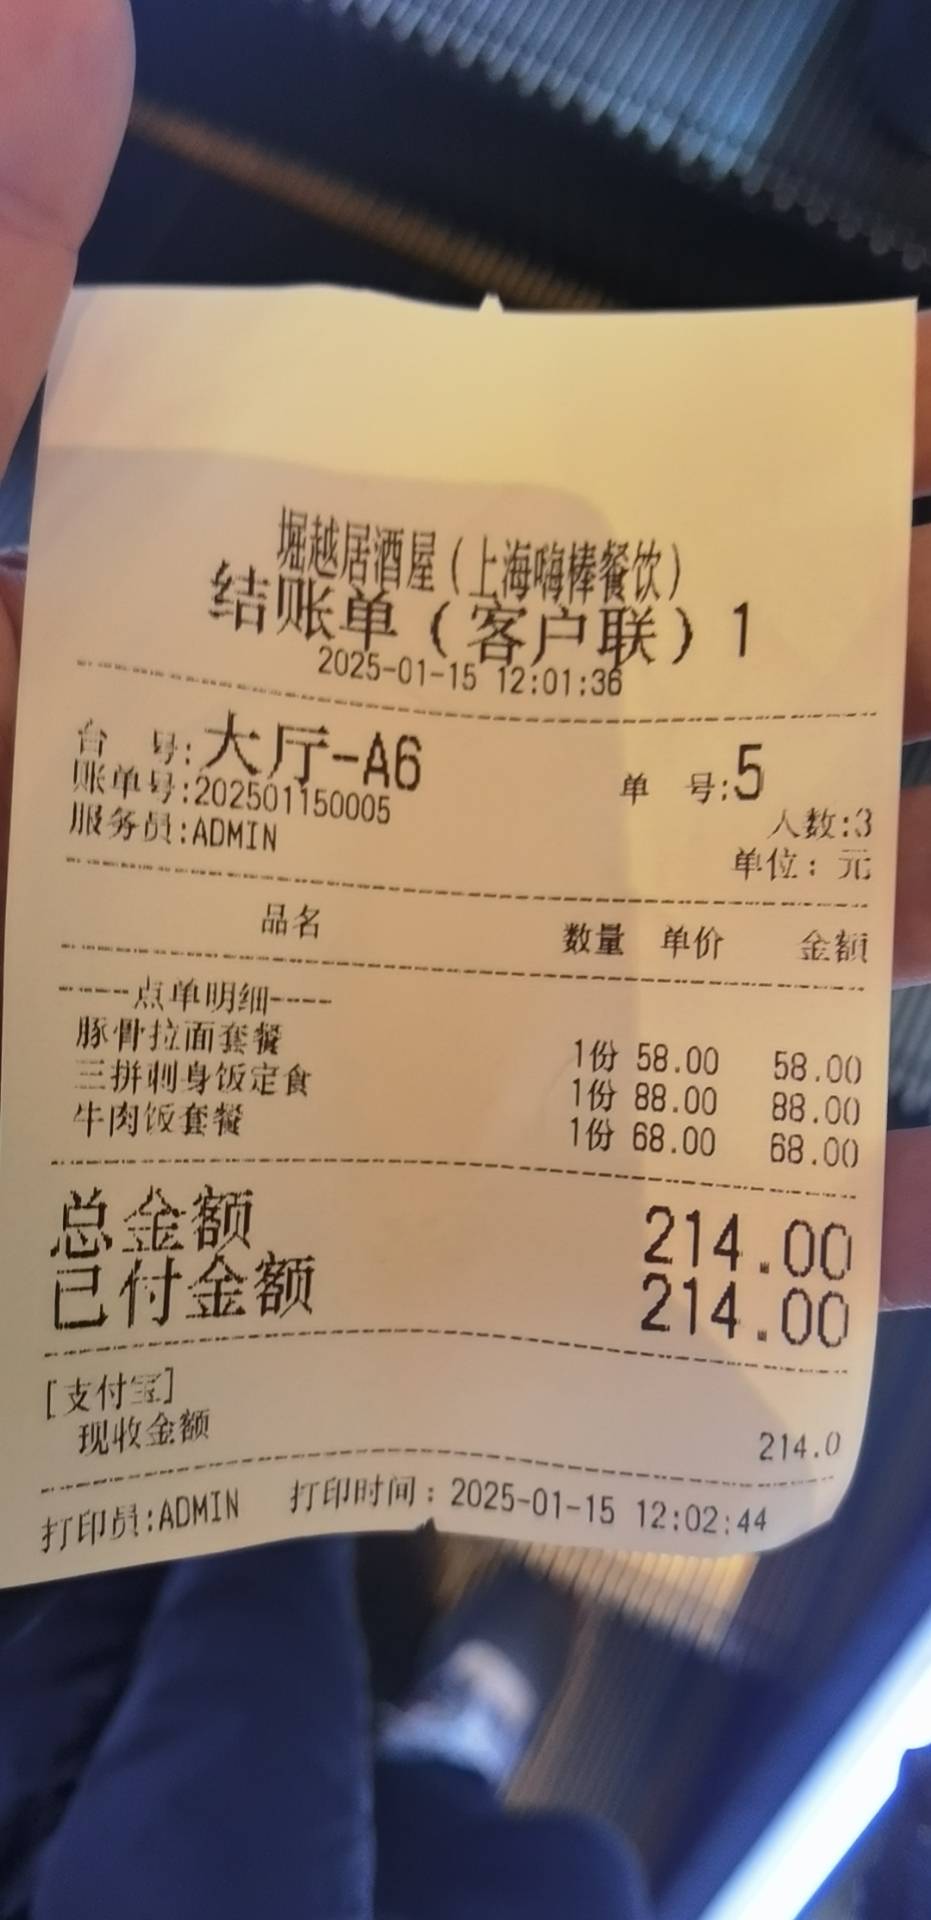 堀越居酒屋(上海嗨棒餐饮)
结账单(客户联)1
2025-01-15 12:01:36
台 号:大厅-A6 单 号:5
账单号:202501150005 人数:3
服务员:ADMIN 单位: 元
品名 数量 单价 金额
-----点单明细----
豚骨拉面套餐 1份 58.00 58.00
三拼刺身饭定食 1份 88.00 88.00
牛肉饭套餐 1份 68.00 68.00
总金额 214.00
已付金额 214.00
[支付宝]
现收金额 214.0
打印员:ADMIN 打印时间:2025-01-15 12:02:44